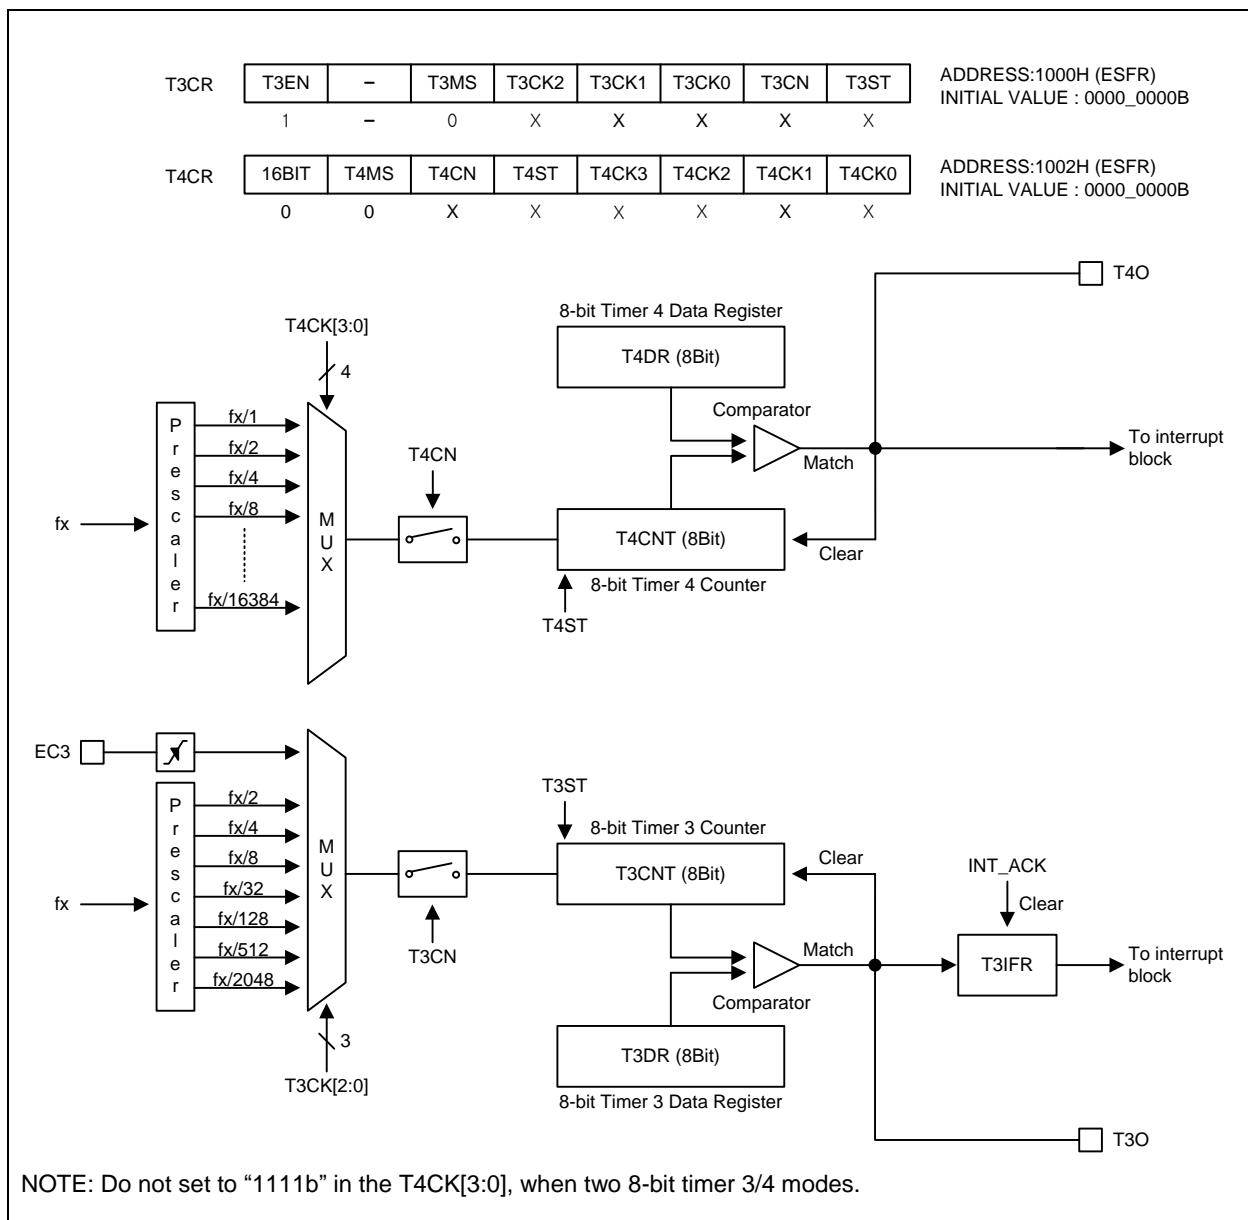 T3CR T3EN – T3MS T3CK2 T3CK1 T3CK0 T3CN T3ST ADDRESS:1000H (ESFR)
INITIAL VALUE : 0000_0000B
1 – 0 X X X X X
T4CR 16BIT T4MS T4CN T4ST T4CK3 T4CK2 T4CK1 T4CK0 ADDRESS:1002H (ESFR)
INITIAL VALUE : 0000_0000B
0 0 X X X X X X
T4O
8-bit Timer 4 Data Register
T4CK[3:0]
T4DR (8Bit)
4
Comparator
Prescaler
fx/1
fx/2
fx/4
fx/8
fx/16384
fx
MUX
T4CN
Match
To interrupt
block
T4CNT (8Bit)
Clear
8-bit Timer 4 Counter
T4ST
EC3
Prescaler
fx/2
fx/4
fx/8
fx/32
fx/128
fx/512
fx/2048
fx
MUX
T3ST
8-bit Timer 3 Counter
T3CNT (8Bit)
Clear
INT_ACK
Clear
T3CN
Match
T3IFR
To interrupt
block
Comparator
3
T3DR (8Bit)
T3CK[2:0]
8-bit Timer 3 Data Register
T3O
NOTE: Do not set to “1111b” in the T4CK[3:0], when two 8-bit timer 3/4 modes.